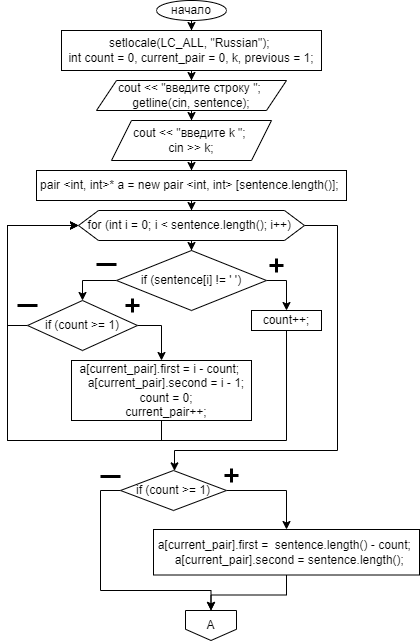 начало
setlocale(LC_ALL, "Russian");
int count = 0, current_pair = 0, k, previous = 1;
cout << "введите строку ";
getline(cin, sentence);
cout << "введите k ";
cin >> k;
pair <int, int>* a = new pair <int, int> [sentence.length()];
for (int i = 0; i < sentence.length(); i++)
if (sentence[i] != ' ')
count++;
if (count >= 1)
a[current_pair].first = i - count;
a[current_pair].second = i - 1;
count = 0;
current_pair++;
if (count >= 1)
a[current_pair].first = sentence.length() - count;
a[current_pair].second = sentence.length();
A